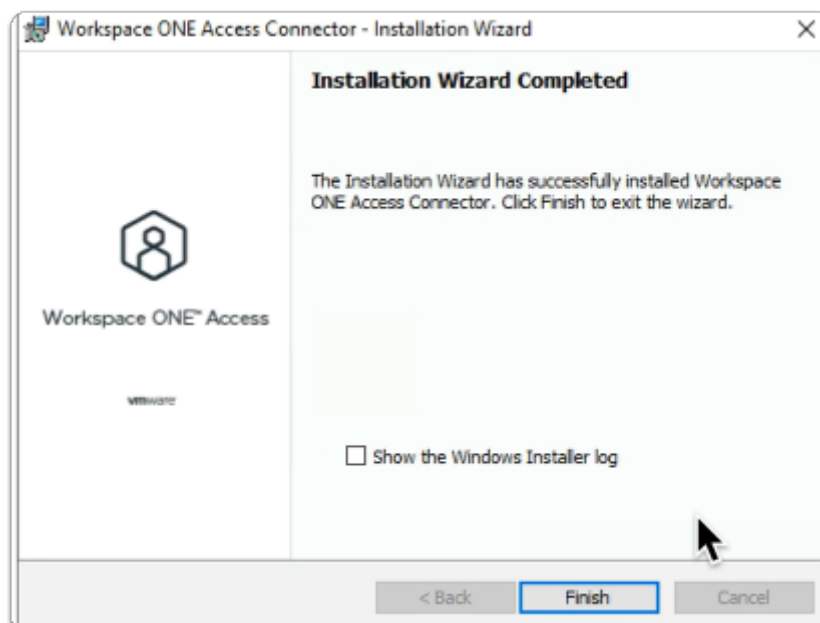 Workspace ONE Access Connector - Installation Wizard
Installation Wizard Completed
The Installation Wizard has successfully installed Workspace
ONE Access Connector. Click Finish to exit the wizard.
Workspace ONE™ Access
vmware
Show the Windows Installer log
< Back
Finish
Cancel